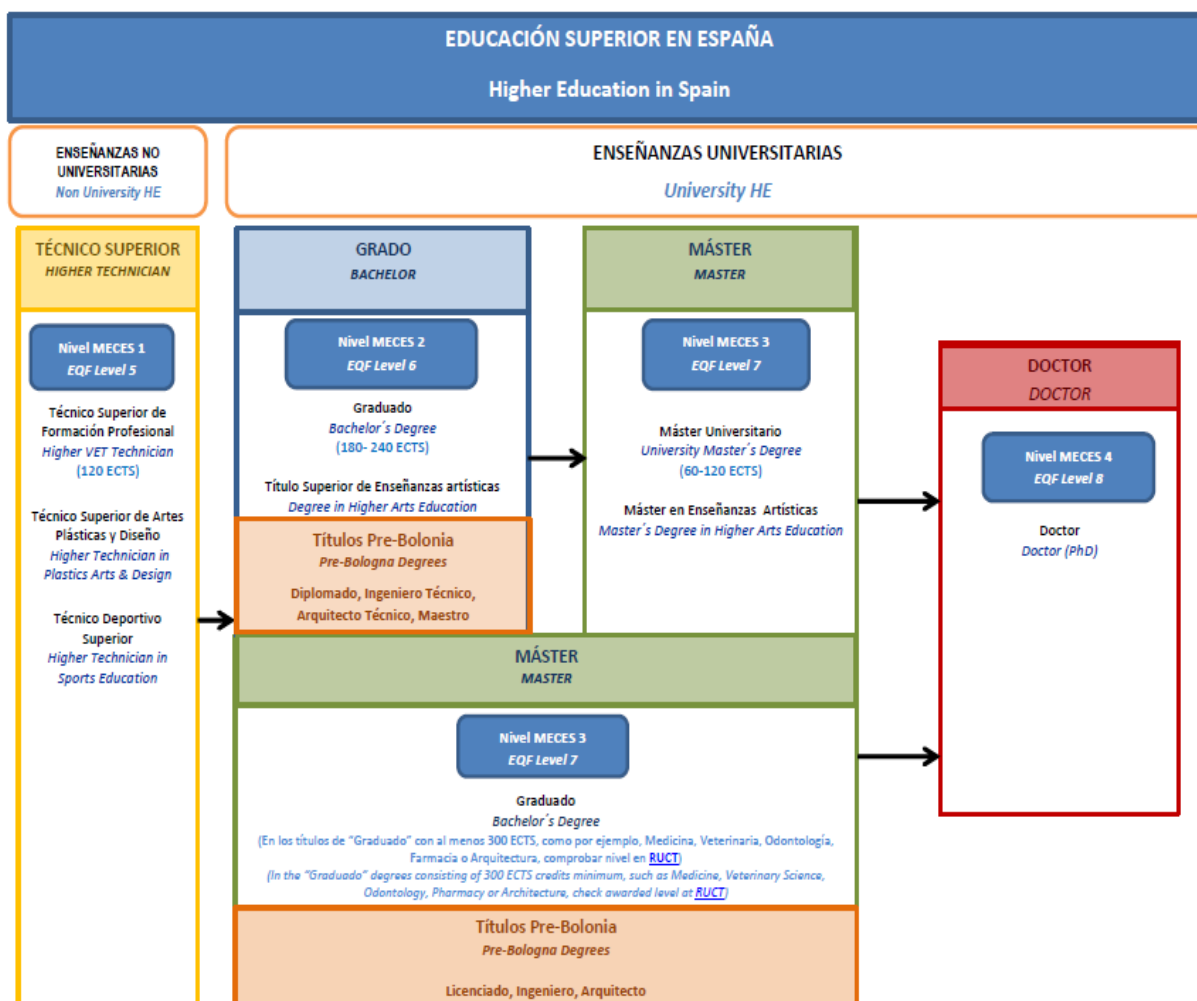 EDUCACIÓN SUPERIOR EN ESPAÑA
Higher Education in Spain
ENSEÑANZAS NO
UNIVERSITARIAS
Non University HE
ENSEÑANZAS UNIVERSITARIAS
University HE
TÉCNICO SUPERIOR
HIGHER TECHNICIAN
Nivel MECES 1
EQF Level 5
Técnico Superior de
Formación Profesional
Higher VET Technician
(120 ECTS)
Técnico Superior de Artes
Plásticas y Diseño
Higher Technician in
Plastics Arts & Design
Técnico Deportivo
Superior
Higher Technician in
Sports Education
GRADO
BACHELOR
Nivel MECES 2
EQF Level 6
Graduado
Bachelor´s Degree
(180- 240 ECTS)
Título Superior de Enseñanzas artísticas
Degree in Higher Arts Education
Títulos Pre-Bolonia
Pre-Bologna Degrees
Diplomado, Ingeniero Técnico,
Arquitecto Técnico, Maestro
MÁSTER
MASTER
Nivel MECES 3
EQF Level 7
Máster Universitario
University Master´s Degree
(60-120 ECTS)
Máster en Enseñanzas Artísticas
Master´s Degree in Higher Arts Education
MÁSTER
MASTER
Nivel MECES 3
EQF Level 7
Graduado
Bachelor´s Degree
(En los títulos de "Graduado" con al menos 300 ECTS, como por ejemplo, Medicina, Veterinaria, Odontología,
Farmacia o Arquitectura, comprobar nivel en RUCT)
(In the "Graduado" degrees consisting of 300 ECTS credits minimum, such as Medicine, Veterinary Science,
Odontology, Pharmacy or Architecture, check awarded level at RUCT)
Títulos Pre-Bolonia
Pre-Bologna Degrees
Licenciado, Ingeniero, Arquitecto
DOCTOR
DOCTOR
Nivel MECES 4
EQF Level 8
Doctor
Doctor (PhD)